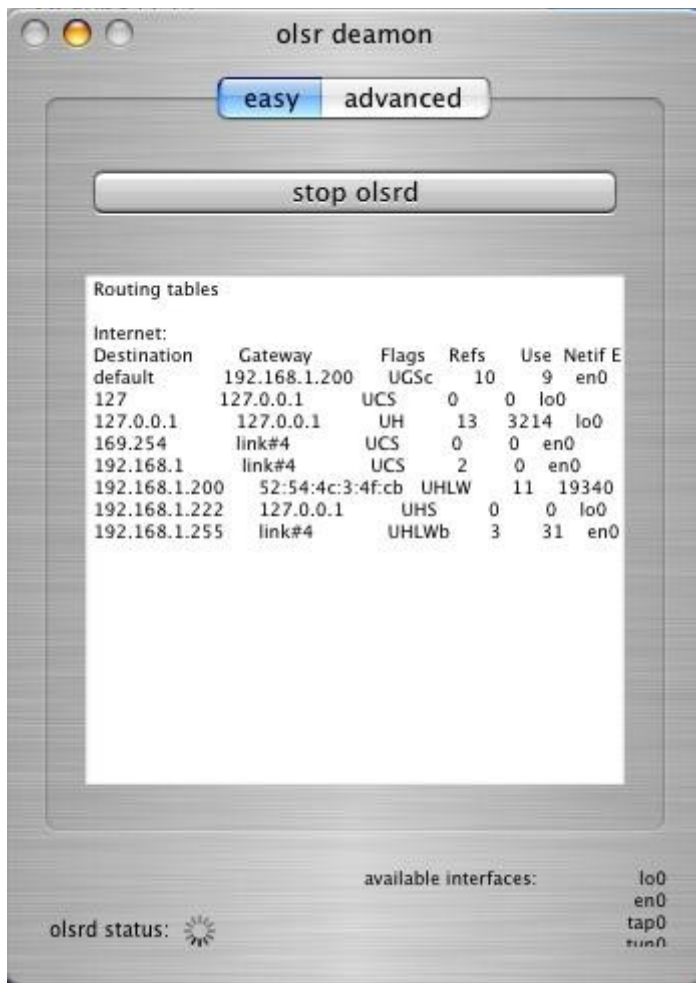 olsr deamon
easy advanced
stop olsrd
Routing tables
Internet:
Destination Gateway Flags Refs Use Netif E
default 192.168.1.200 UGSc 10 9 en0
127 127.0.0.1 UCS 0 0 lo0
127.0.0.1 127.0.0.1 UH 13 3214 lo0
169.254 link#4 UCS 0 0 en0
192.168.1 link#4 UCS 2 0 en0
192.168.1.200 52:54:4c:3:4f:cb UHLW 11 19340
192.168.1.222 127.0.0.1 UHS 0 0 lo0
192.168.1.255 link#4 UHLWb 3 31 en0
available interfaces: lo0
en0
olsrd status: tap0
tun0